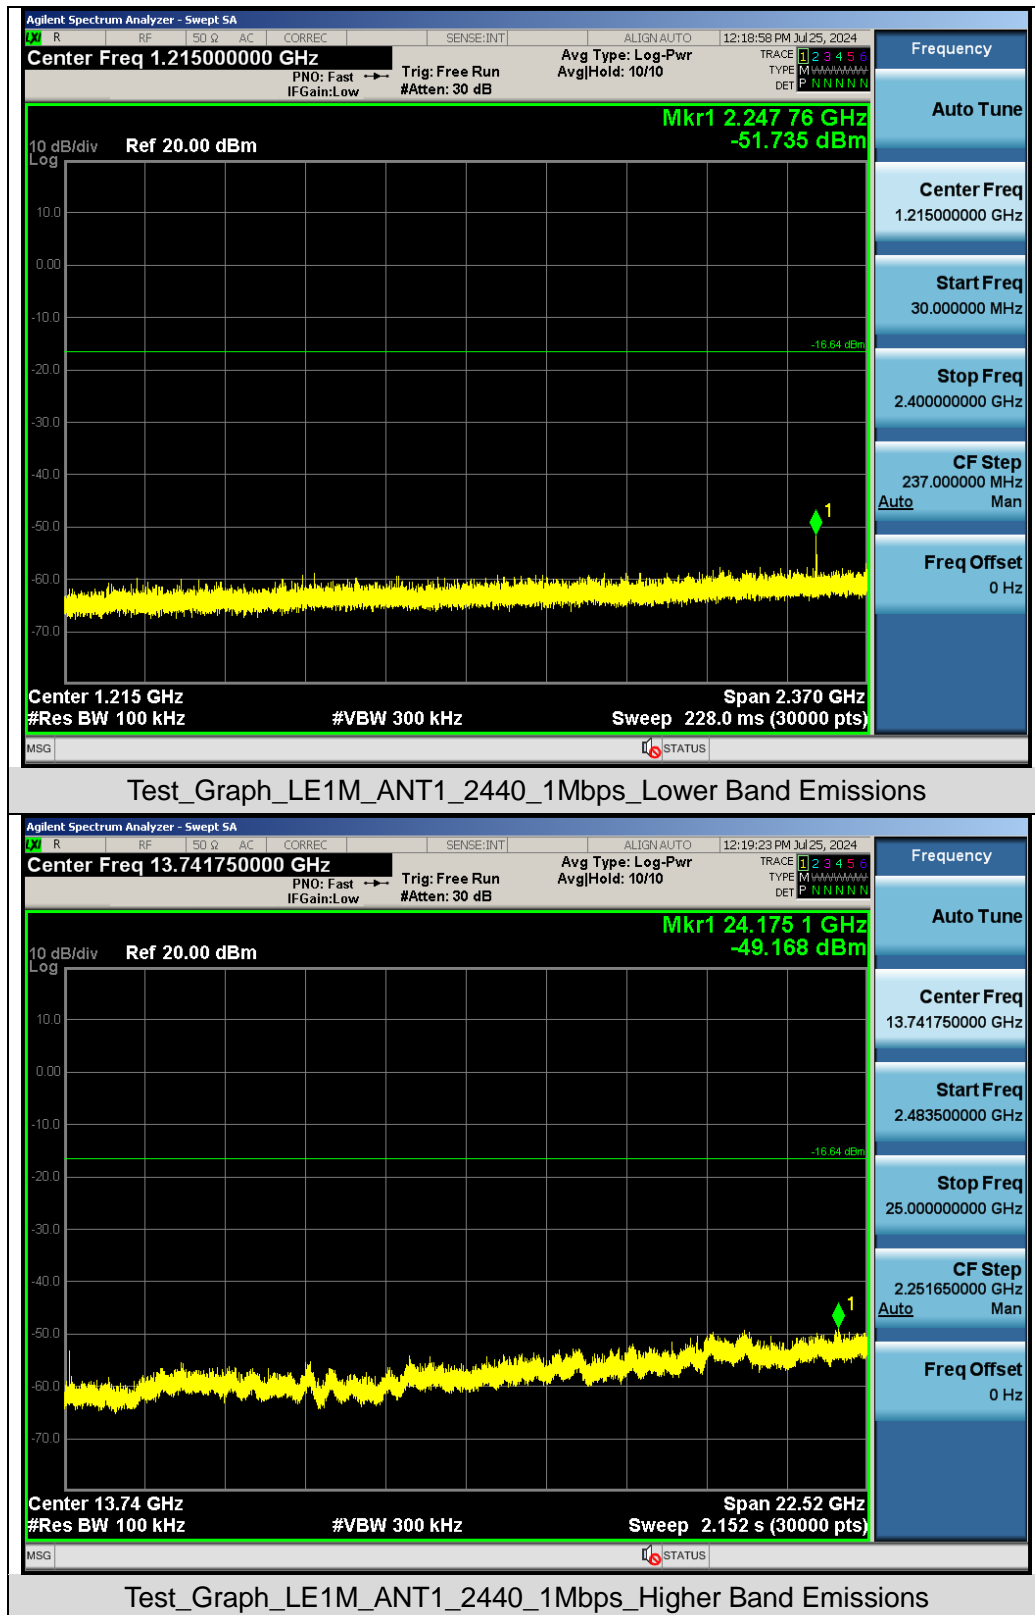 Agilent Spectrum Analyzer - Swept SA
LXI R RF 50 Ω AC CORREC SENSE:INT ALIGN AUTO 12:18:58 PM Jul 25, 2024
Center Freq 1.215000000 GHz
PNO: Fast
IFGain:Low
Trig: Free Run
#Atten: 30 dB
Avg Type: Log-Pwr
Avg|Hold: 10/10
TRACE 1 2 3 4 5 6
TYPE M WWWWW
DET P N N N N N
Mkr1 2.247 76 GHz
-51.735 dBm
10 dB/div Ref 20.00 dBm
Log
10.0
0.00
-10.0
-16.64 dBm
-20.0
-30.0
-40.0
-50.0
1
-60.0
-70.0
Center 1.215 GHz Span 2.370 GHz
#Res BW 100 kHz #VBW 300 kHz Sweep 228.0 ms (30000 pts)
MSG STATUS
Frequency
Auto Tune
Center Freq
1.215000000 GHz
Start Freq
30.000000 MHz
Stop Freq
2.400000000 GHz
CF Step
237.000000 MHz
Auto Man
Freq Offset
0 Hz
Test_Graph_LE1M_ANT1_2440_1Mbps_Lower Band Emissions
Agilent Spectrum Analyzer - Swept SA
LXI R RF 50 Ω AC CORREC SENSE:INT ALIGN AUTO 12:19:23 PM Jul 25, 2024
Center Freq 13.741750000 GHz
PNO: Fast
IFGain:Low
Trig: Free Run
#Atten: 30 dB
Avg Type: Log-Pwr
Avg|Hold: 10/10
TRACE 1 2 3 4 5 6
TYPE M WWWWW
DET P N N N N N
Mkr1 24.175 1 GHz
-49.168 dBm
10 dB/div Ref 20.00 dBm
Log
10.0
0.00
-10.0
-16.64 dBm
-20.0
-30.0
-40.0
1
-50.0
-60.0
-70.0
Center 13.74 GHz Span 22.52 GHz
#Res BW 100 kHz #VBW 300 kHz Sweep 2.152 s (30000 pts)
MSG STATUS
Frequency
Auto Tune
Center Freq
13.741750000 GHz
Start Freq
2.483500000 GHz
Stop Freq
25.000000000 GHz
CF Step
2.251650000 GHz
Auto Man
Freq Offset
0 Hz
Test_Graph_LE1M_ANT1_2440_1Mbps_Higher Band Emissions